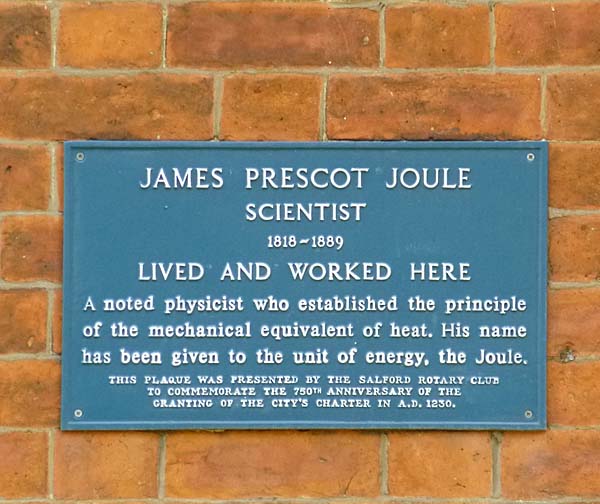 JAMES PRESCOT JOULE
SCIENTIST
1818~1889
LIVED AND WORKED HERE
A noted physicist who established the principle
of the mechanical equivalent of heat. His name
has been given to the unit of energy, the Joule.
THIS PLAQUE WAS PRESENTED BY THE SALFORD ROTARY CLUB
TO COMMEMORATE THE 750TH ANNIVERSARY OF THE
GRANTING OF THE CITY'S CHARTER IN A.D. 1230.